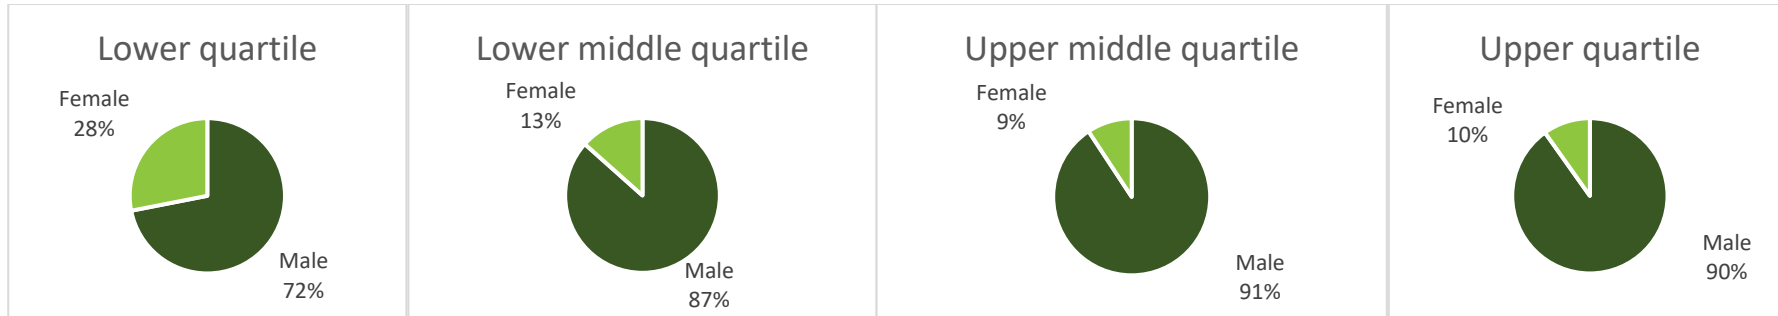 Lower quartile
Female
28%
Male
72%
Lower middle quartile
Female
13%
Male
87%
Upper middle quartile
Female
9%
Male
91%
Upper quartile
Female
10%
Male
90%